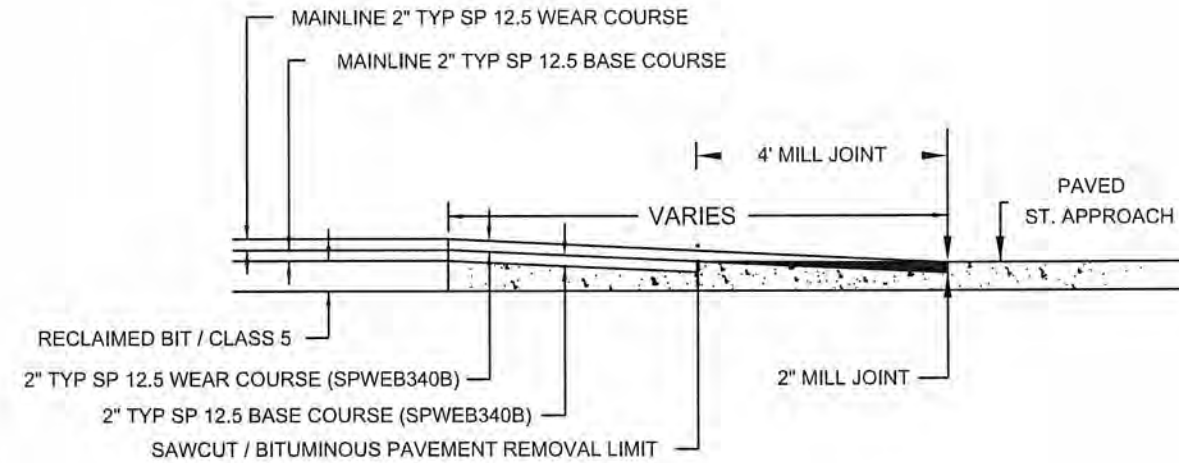 MAINLINE 2" TYP SP 12.5 WEAR COURSE
MAINLINE 2" TYP SP 12.5 BASE COURSE
4' MILL JOINT
PAVED
ST. APPROACH
VARIES
RECLAIMED BIT / CLASS 5
2" TYP SP 12.5 WEAR COURSE (SPWEB340B)
2" MILL JOINT
2" TYP SP 12.5 BASE COURSE (SPWEB340B)
SAWCUT / BITUMINOUS PAVEMENT REMOVAL LIMIT